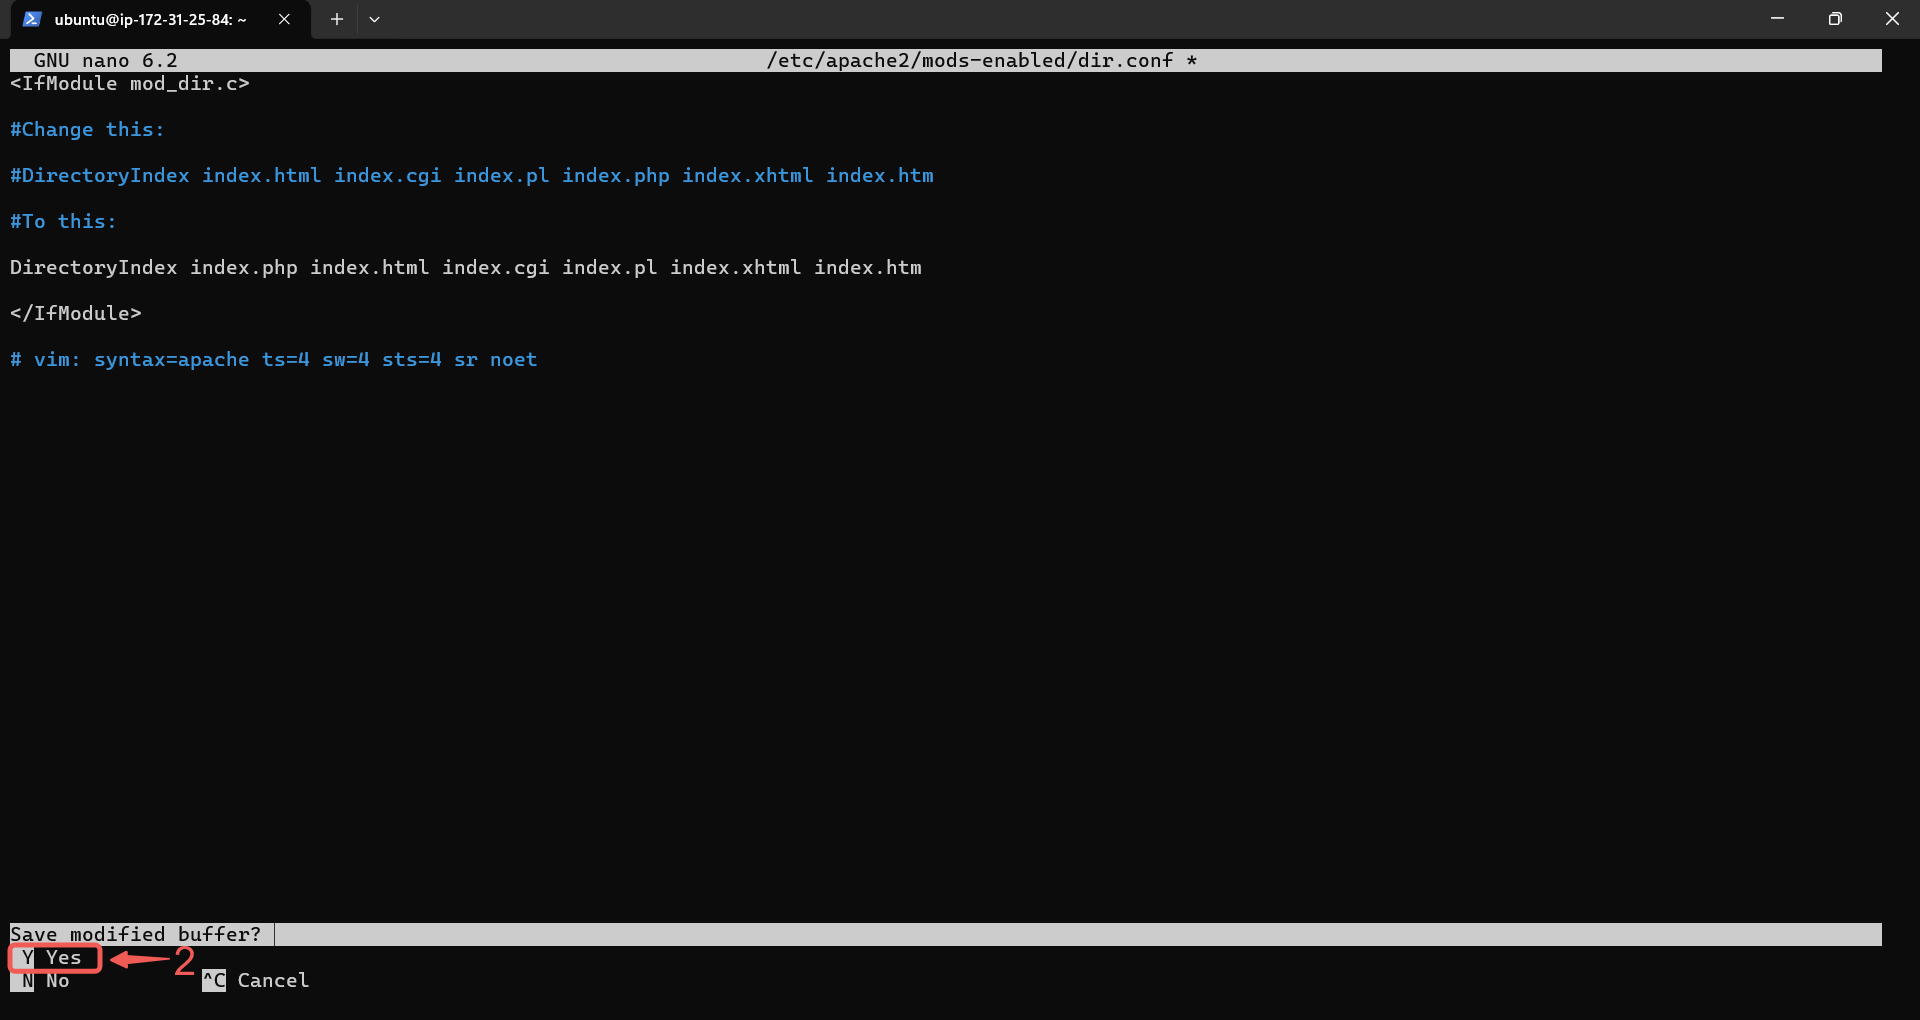 ubuntu@ip-172-31-25-84: ~
GNU nano 6.2 /etc/apache2/mods-enabled/dir.conf *
<IfModule mod_dir.c>
#Change this:
#DirectoryIndex index.html index.cgi index.pl index.php index.xhtml index.htm
#To this:
DirectoryIndex index.php index.html index.cgi index.pl index.xhtml index.htm
</IfModule>
# vim: syntax=apache ts=4 sw=4 sts=4 sr noet
Save modified buffer?
Y Yes 2
N No ^C Cancel